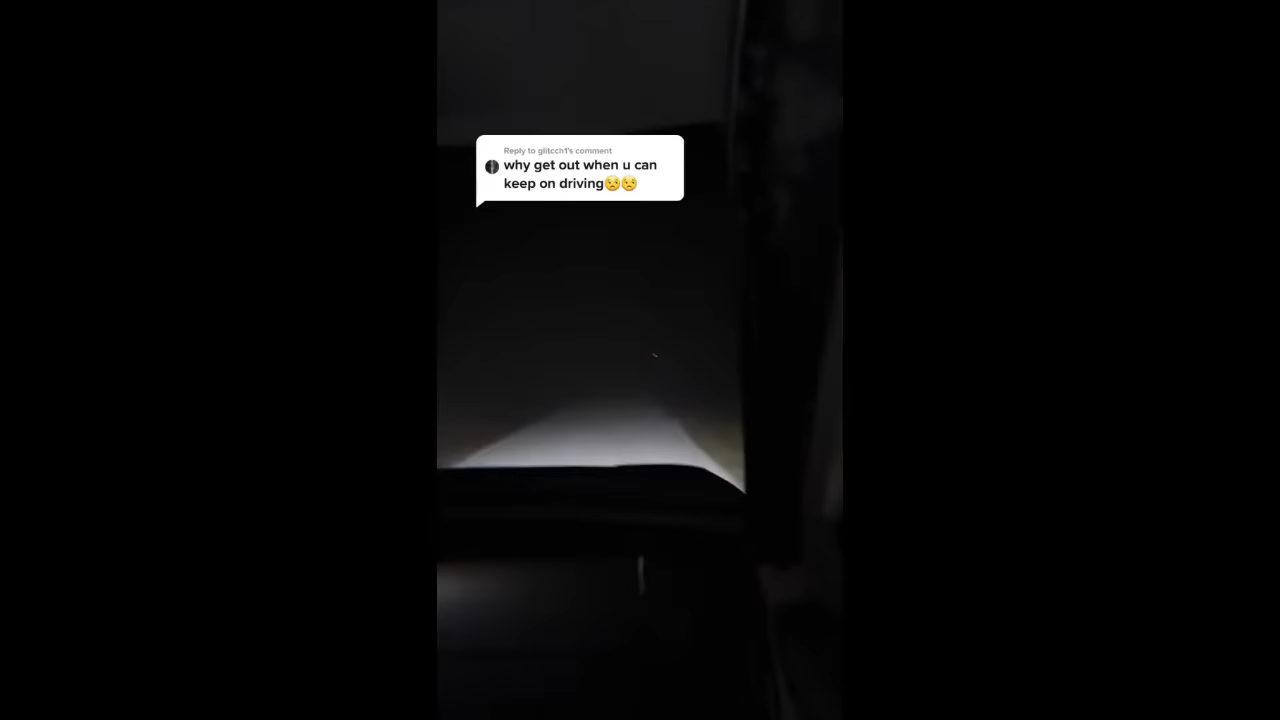 Reply to glitcch1's comment
why get out when u can
keep on driving😒😒